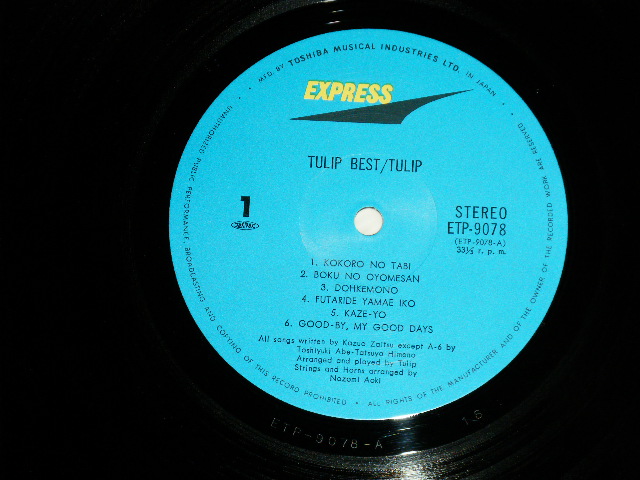 MFD. BY TOSHIBA MUSICAL INDUSTRIES LTD. IN JAPAN
EXPRESS
TULIP BEST/TULIP
1
STEREO
ETP-9078
(ETP-9078-A)
33⅓ r. p. m.
1. KOKORO NO TABI
2. BOKU NO OYOMESAN
3. DOHKEMONO
4. FUTARIDE YAMAE IKO
5. KAZE-YO
6. GOOD-BY, MY GOOD DAYS
All songs written by Kazuo Zaitsu except A-6 by
Toshiyuki Abe-Tatsuya Himono
Arranged and played by Tulip
Strings and Horns arranged by
Nozomi Aoki
UNAUTHORISED PUBLIC PERFORMANCE, BROADCASTING AND COPYING OF THIS RECORD PROHIBITED • ALL RIGHTS OF THE MANUFACTURER AND OF THE OWNER OF THE RECORDED WORK ARE RESERVED
ETP-9078-A